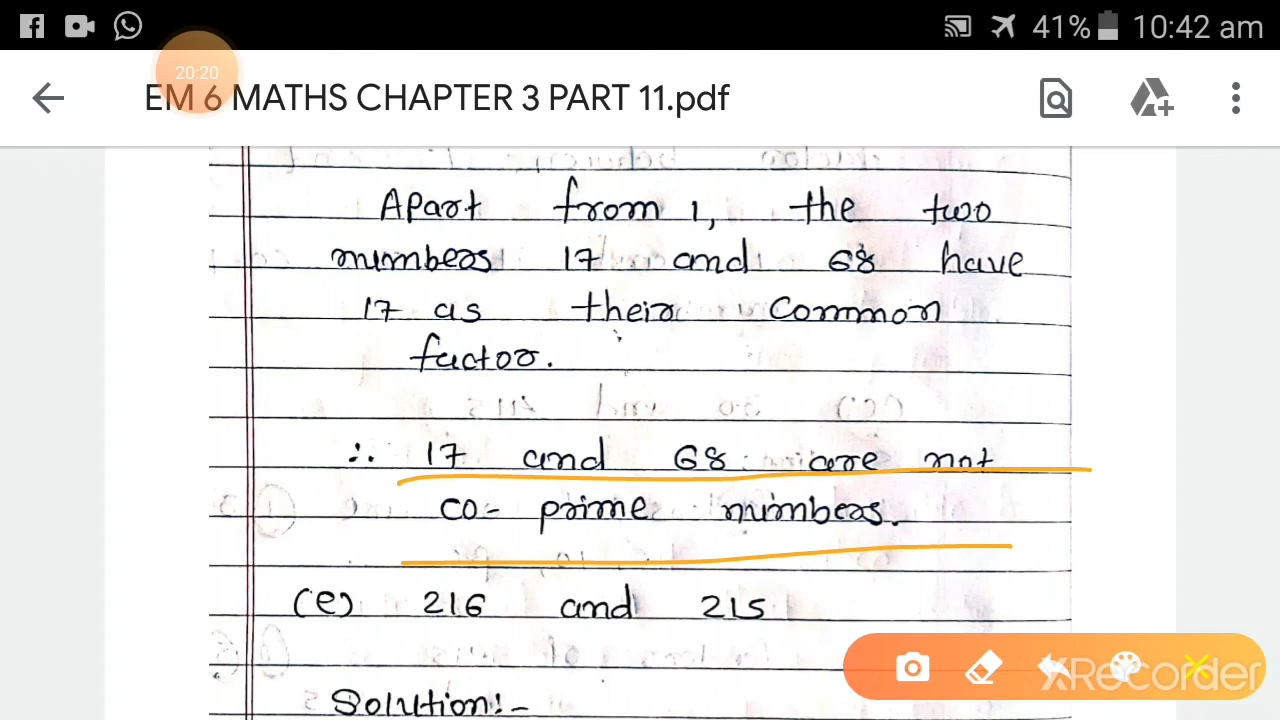 41% 10:42 am
20:20
EM 6 MATHS CHAPTER 3 PART 11.pdf
Apart from 1, the two
numbers 17 and 68 have
17 as their common
factor.
∴ 17 and 68 are not
co-prime numbers.
(e) 216 and 215
Solution:-
XRecorder